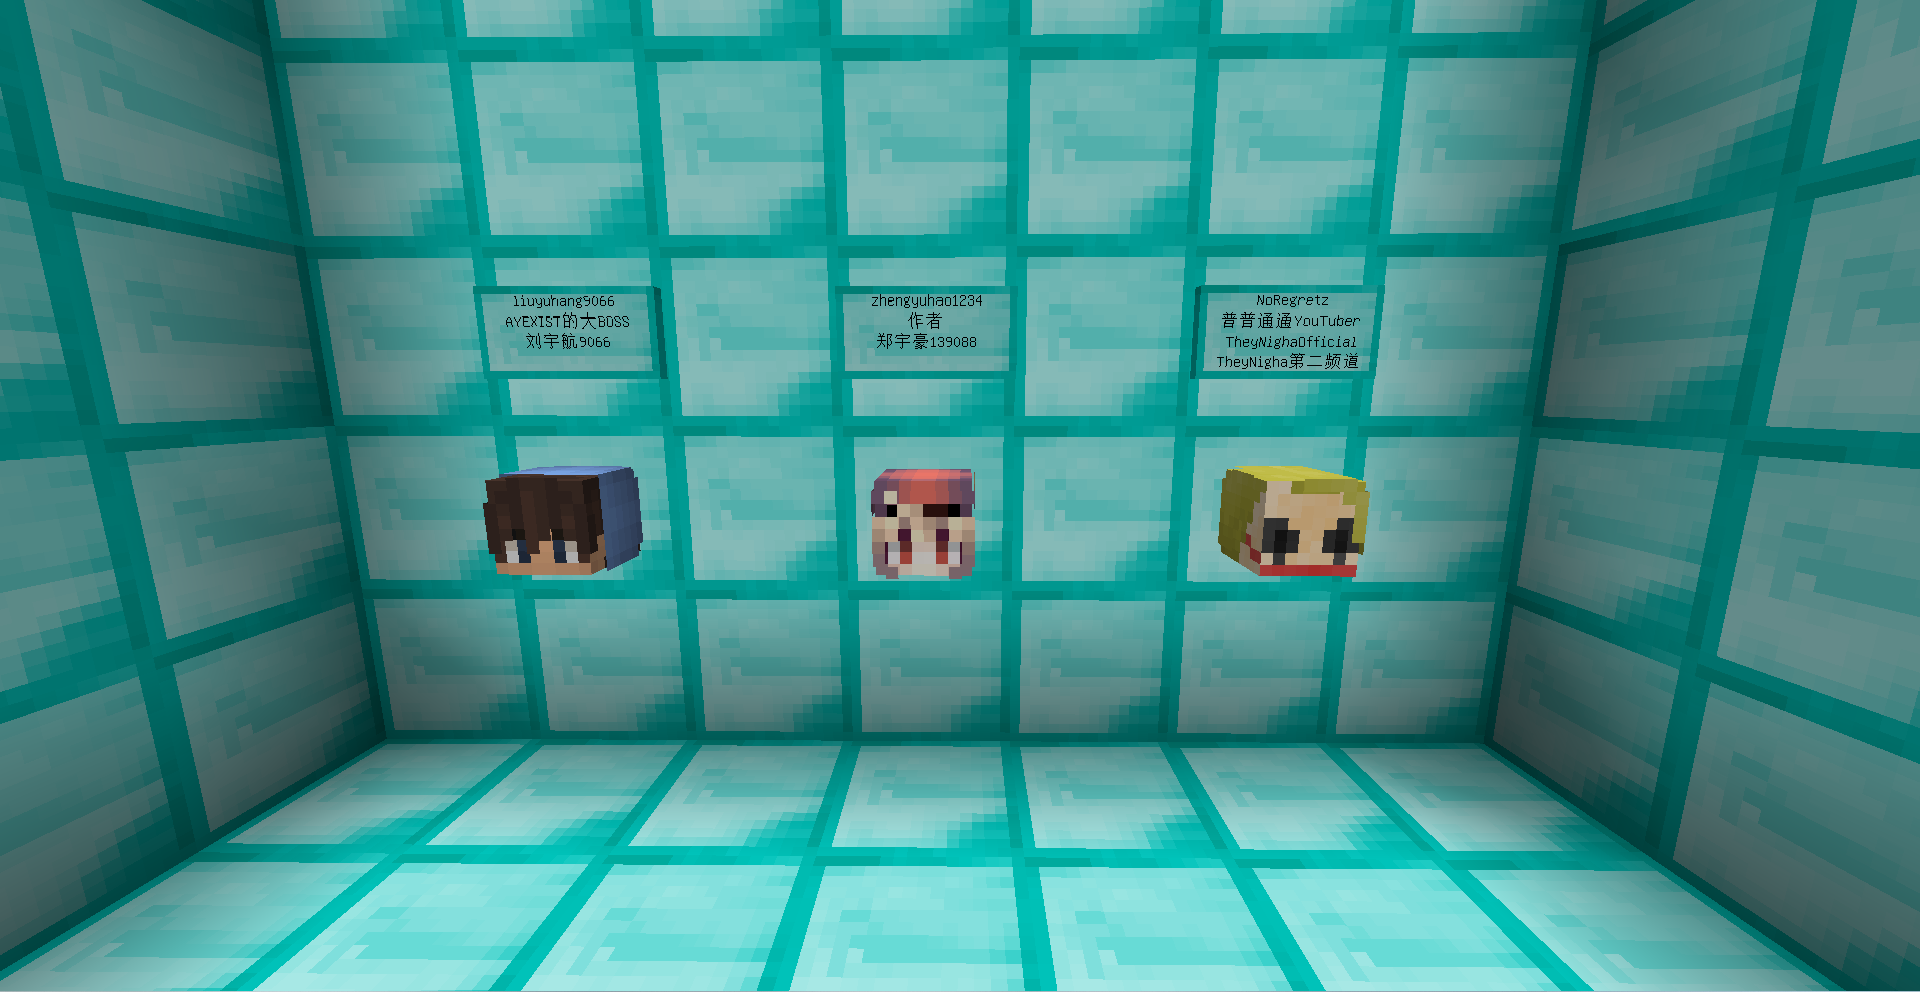 liuyuhang9066
AYEXIST的大BOSS
刘宇航9066
zhengyuhao1234
作者
郑宇豪139088
NoRegretz
普普通通YouTuber
TheyNighaOfficial
TheyNigha第二频道